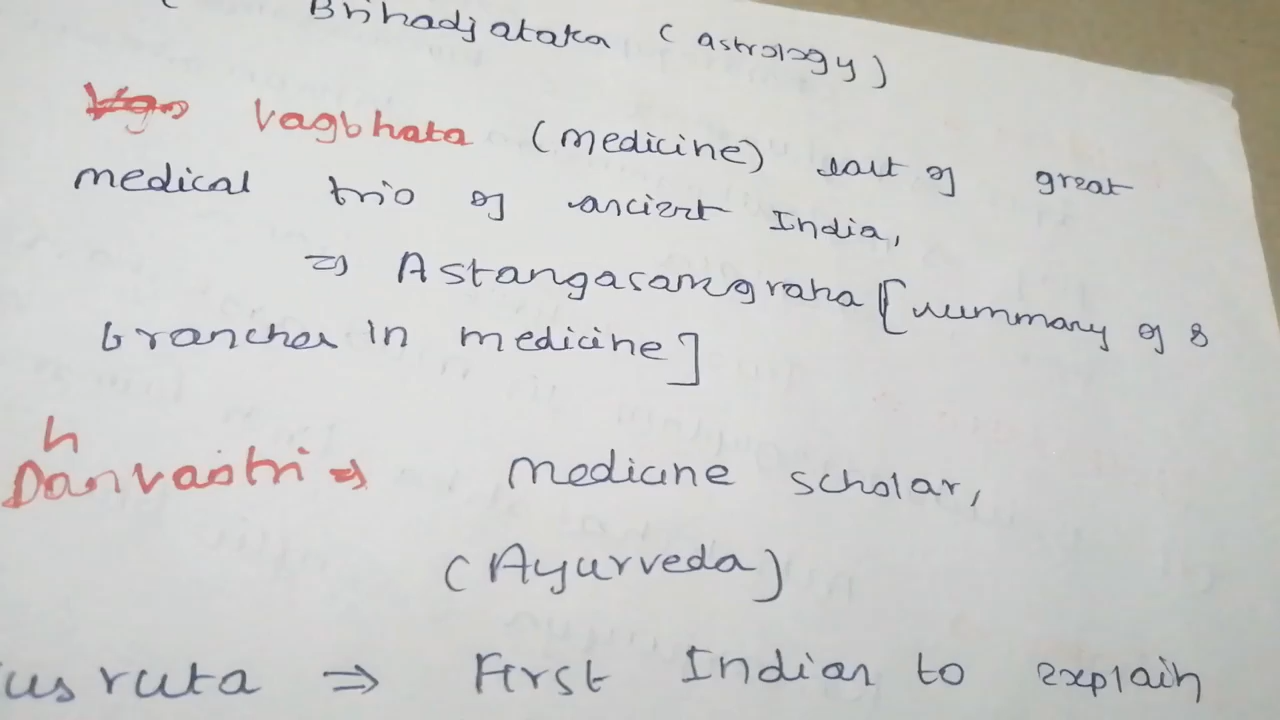 Brihadjataka (astrology)
Vagbhata (medicine) last of great
medical trio of ancient India,
⇒ Astangasamgraha [summary of 8
branches in medicine]
h
Danvastri ⇒ medicine scholar,
(Ayurveda)
usruta ⇒ First Indian to explain